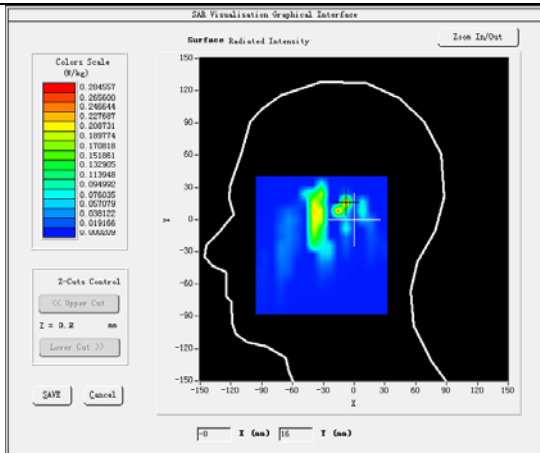 SAR Visualisation Graphical Interface
Surface Radiated Intensity
Zoom In/Out
Colors Scale
(W/kg)
0.284557
0.265600
0.246644
0.227687
0.208731
0.189774
0.170818
0.151861
0.132905
0.113948
0.094992
0.076035
0.057079
0.038122
0.019166
0.000209
Z-Cuts Control
<< Upper Cut
Z = 0.2 mm
Lower Cut >>
SAVE
Cancel
150
120
90
60
30
0
-30
-60
-90
-120
-150
Y
-150 -120 -90 -60 -30 0 30 60 90 120 150
X
-8 X (mm) 16 Y (mm)